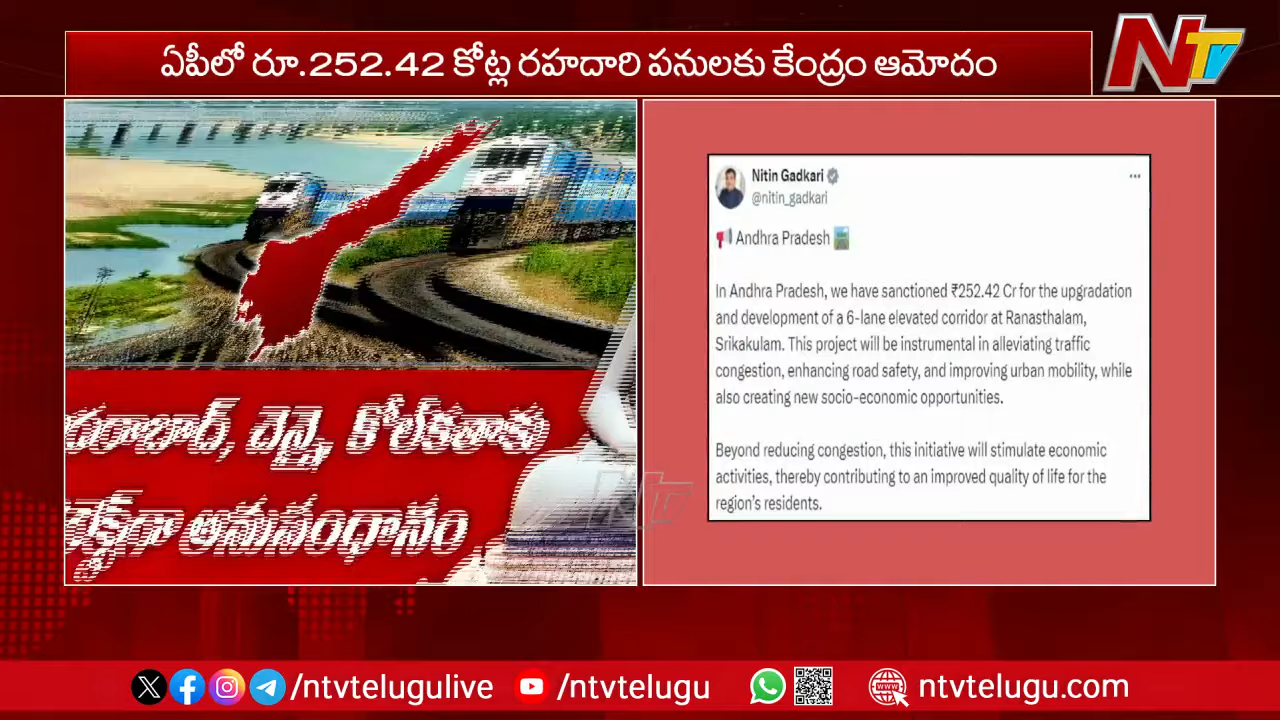 ఏపీలో రూ.252.42 కోట్ల రహదారి పనులకు కేంద్రం ఆమోదం
NTV
Nitin Gadkari
@nitin_gadkari
Andhra Pradesh
In Andhra Pradesh, we have sanctioned ₹252.42 Cr for the upgradation
and development of a 6-lane elevated corridor at Ranasthalam,
Srikakulam. This project will be instrumental in alleviating traffic
congestion, enhancing road safety, and improving urban mobility, while
also creating new socio-economic opportunities.
Beyond reducing congestion, this initiative will stimulate economic
activities, thereby contributing to an improved quality of life for the
region's residents.
చెన్నై, కోల్‌కతాకు
అనుసంధానం
NTV
/ntvtelugulive
/ntvtelugu
www
ntvtelugu.com